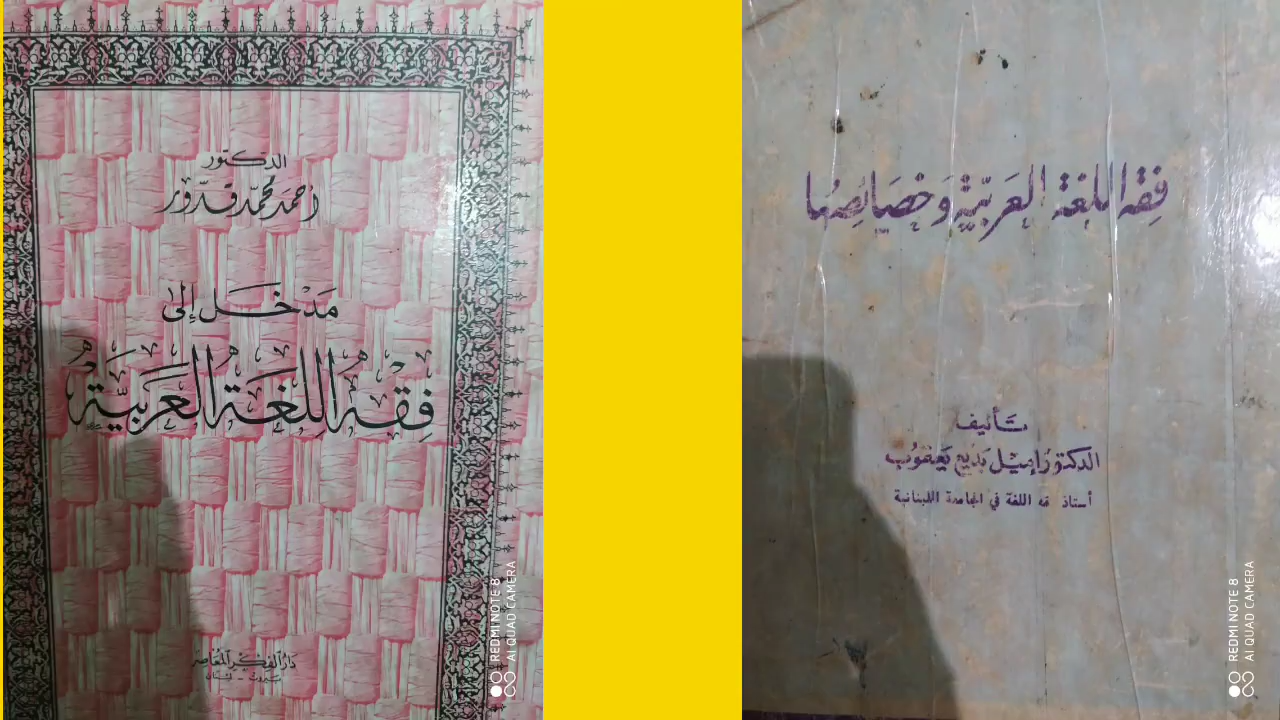 الدكتور
أحمد محمد قدور
مدخل إلى
فقه اللغة العربية
دار الفكر المعاصر
بيروت - لبنان
REDMI NOTE 8
AI QUAD CAMERA
فقه اللغة العربية وخصائصها
تأليف
الدكتور إميل بديع يعقوب
أستاذ فقه اللغة في الجامعة اللبنانية
REDMI NOTE 8
AI QUAD CAMERA